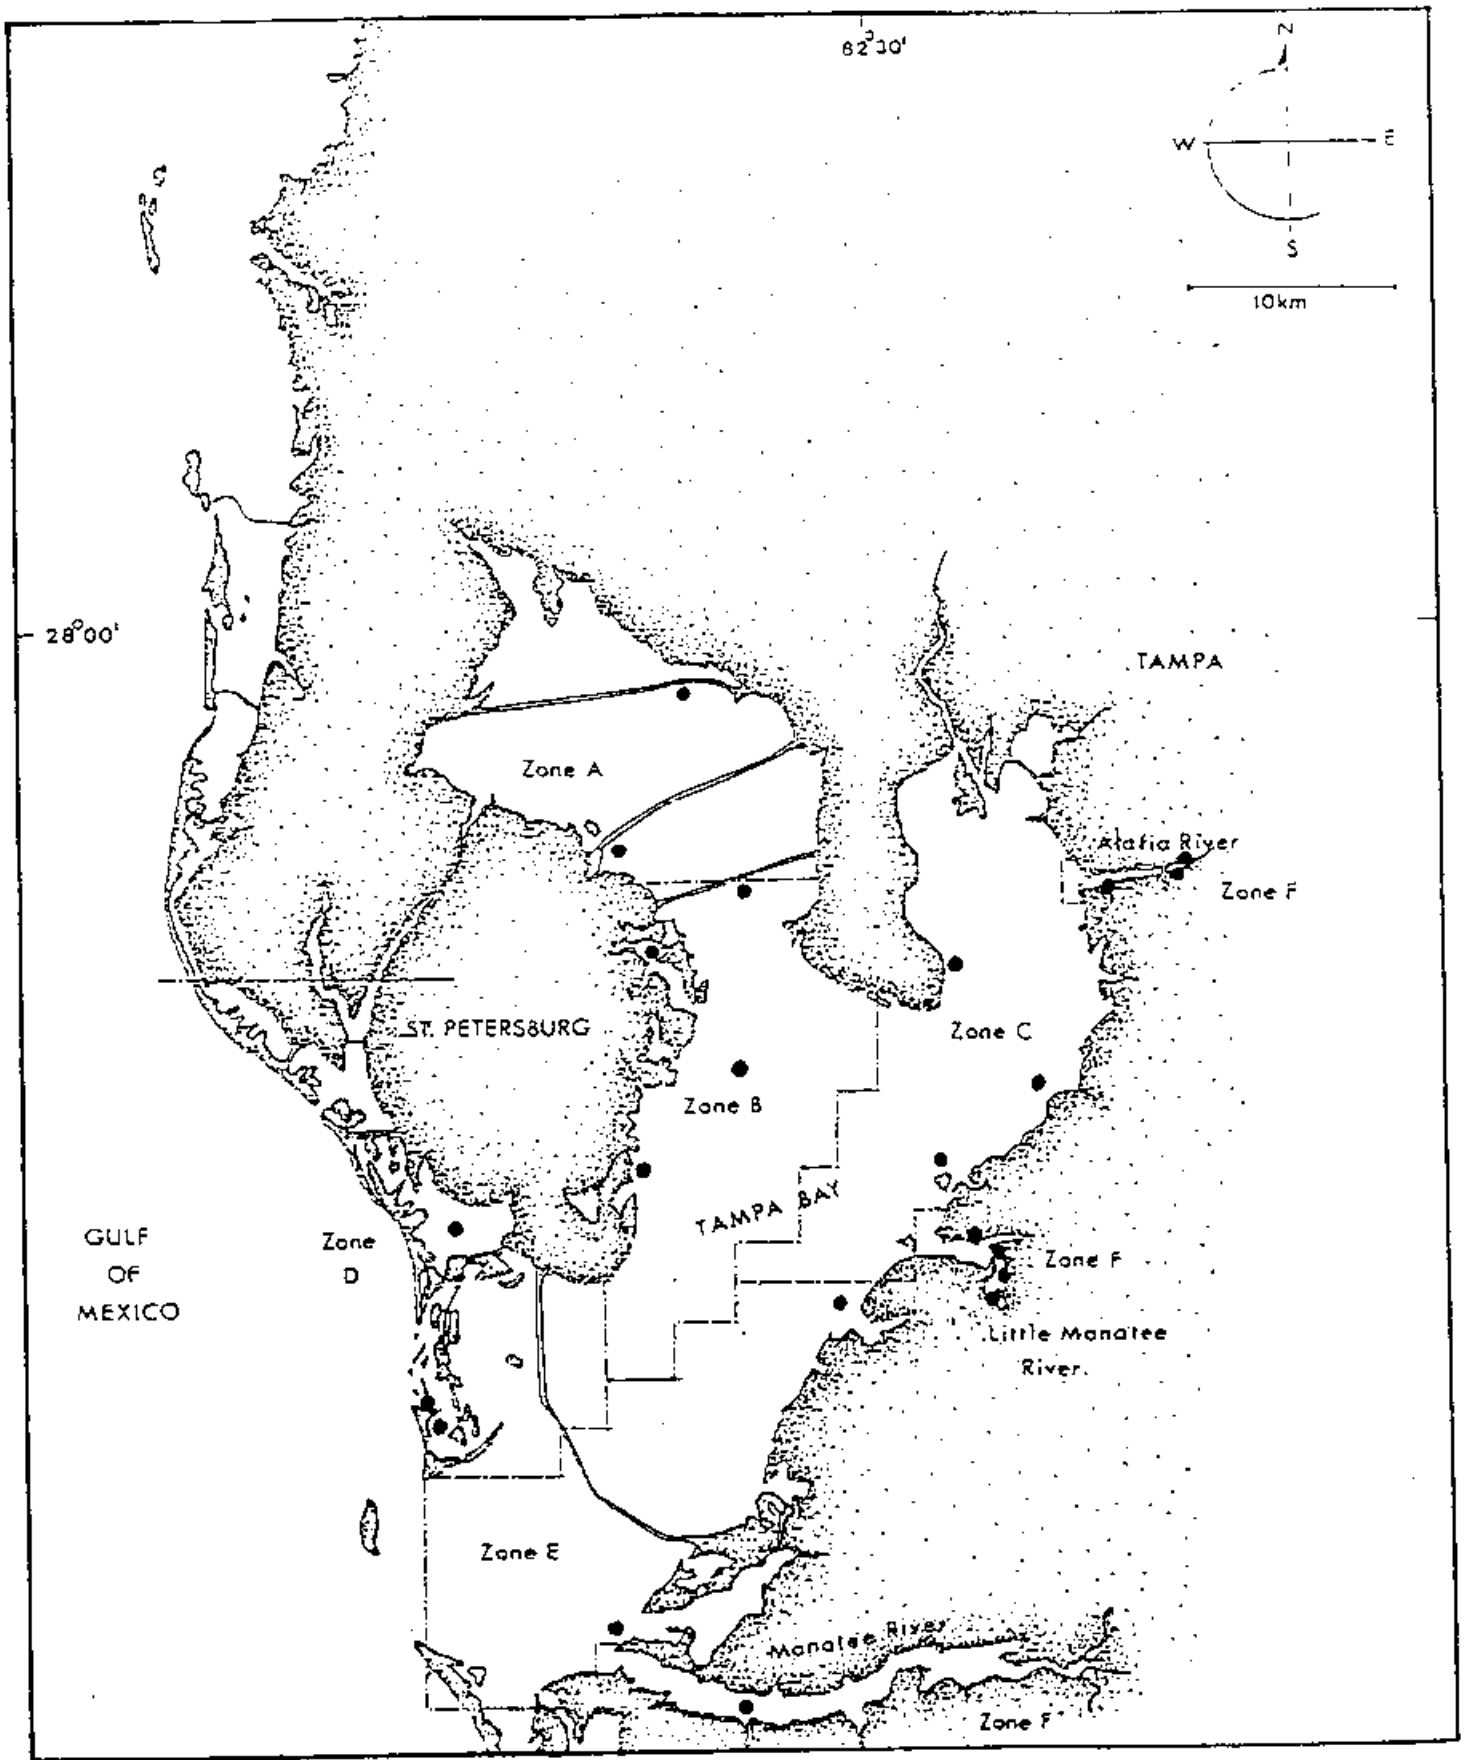 82°30'
N
W E
S
10km
28°00'
TAMPA
Zone A
Alafia River
Zone F
ST. PETERSBURG
Zone C
Zone B
TAMPA BAY
GULF
OF
MEXICO
Zone
D
Zone F
Little Manatee
River
Zone E
Manatee River
Zone F